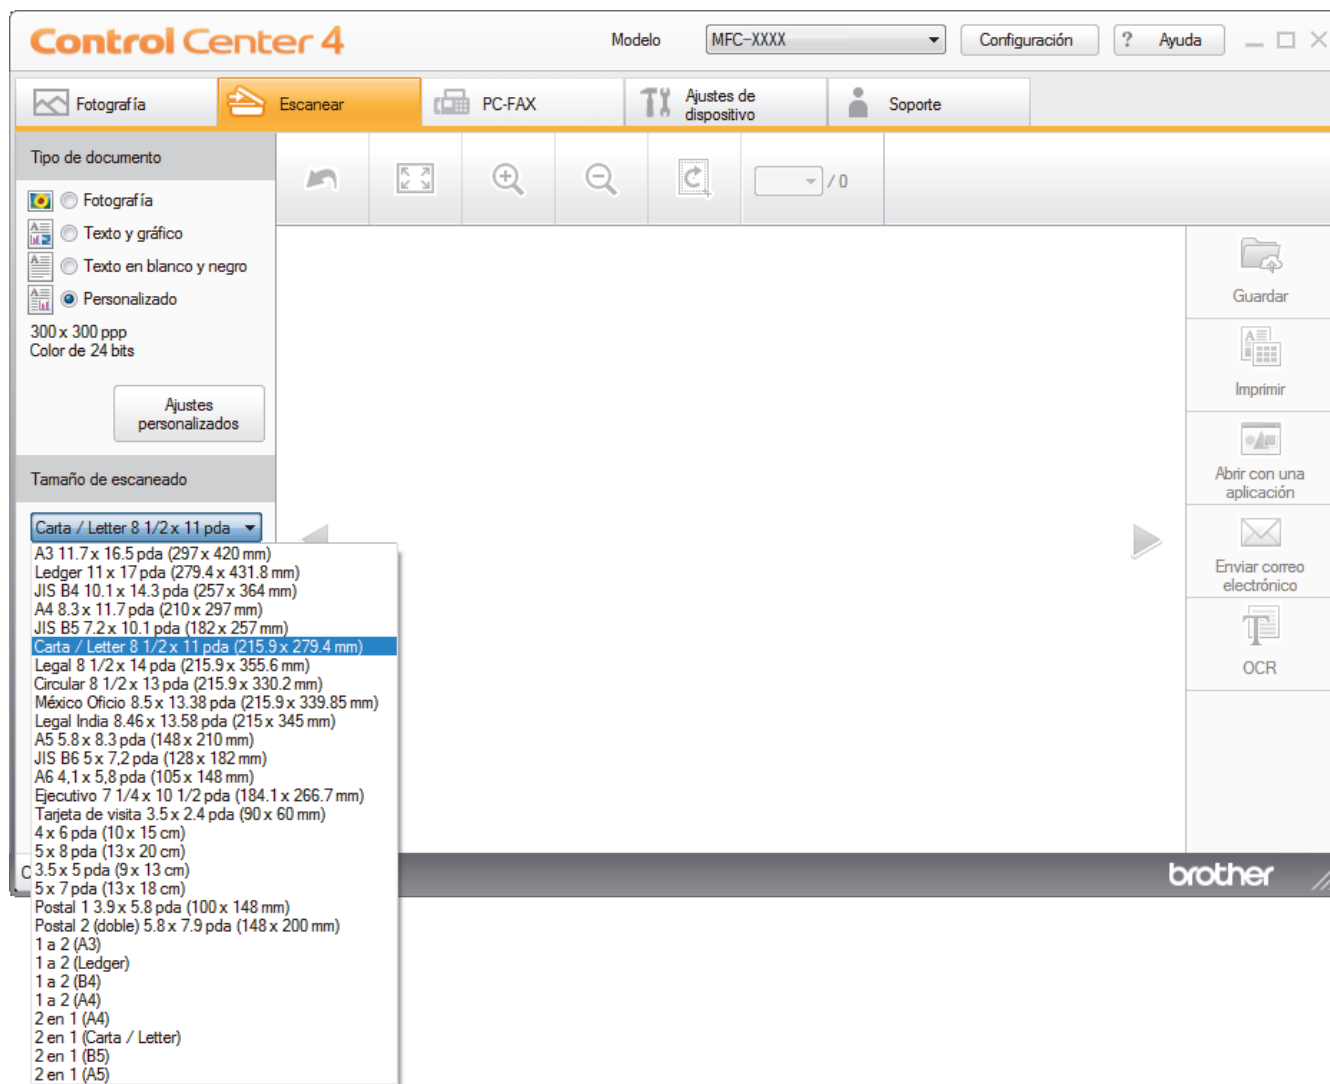 Control Center 4
Modelo
MFC-XXXX
Configuración
? Ayuda
Fotografía
Escanear
PC-FAX
Ajustes de
dispositivo
Soporte
Tipo de documento
/ 0
Fotografía
Texto y gráfico
Texto en blanco y negro
Personalizado
300 x 300 ppp
Color de 24 bits
Ajustes
personalizados
Tamaño de escaneado
Carta / Letter 8 1/2 x 11 pda
A3 11.7 x 16.5 pda (297 x 420 mm)
Ledger 11 x 17 pda (279.4 x 431.8 mm)
JIS B4 10.1 x 14.3 pda (257 x 364 mm)
A4 8.3 x 11.7 pda (210 x 297 mm)
JIS B5 7.2 x 10.1 pda (182 x 257 mm)
Carta / Letter 8 1/2 x 11 pda (215.9 x 279.4 mm)
Legal 8 1/2 x 14 pda (215.9 x 355.6 mm)
Circular 8 1/2 x 13 pda (215.9 x 330.2 mm)
México Oficio 8.5 x 13.38 pda (215.9 x 339.85 mm)
Legal India 8.46 x 13.58 pda (215 x 345 mm)
A5 5.8 x 8.3 pda (148 x 210 mm)
JIS B6 5 x 7,2 pda (128 x 182 mm)
A6 4,1 x 5,8 pda (105 x 148 mm)
Ejecutivo 7 1/4 x 10 1/2 pda (184.1 x 266.7 mm)
Tarjeta de visita 3.5 x 2.4 pda (90 x 60 mm)
4 x 6 pda (10 x 15 cm)
5 x 8 pda (13 x 20 cm)
3.5 x 5 pda (9 x 13 cm)
5 x 7 pda (13 x 18 cm)
Postal 1 3.9 x 5.8 pda (100 x 148 mm)
Postal 2 (doble) 5.8 x 7.9 pda (148 x 200 mm)
1 a 2 (A3)
1 a 2 (Ledger)
1 a 2 (B4)
1 a 2 (A4)
2 en 1 (A4)
2 en 1 (Carta / Letter)
2 en 1 (B5)
2 en 1 (A5)
Guardar
Imprimir
Abrir con una
aplicación
Enviar correo
electrónico
OCR
brother